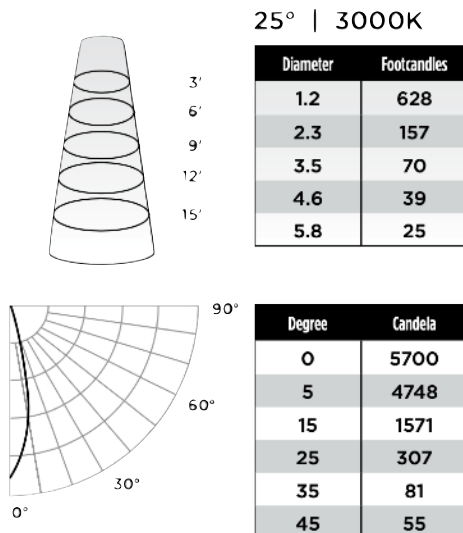 25° | 3000K
Diameter Footcandles
3' 1.2 628
6' 2.3 157
9' 3.5 70
12' 4.6 39
15' 5.8 25
90°
60°
30°
0°
Degree Candela
0 5700
5 4748
15 1571
25 307
35 81
45 55